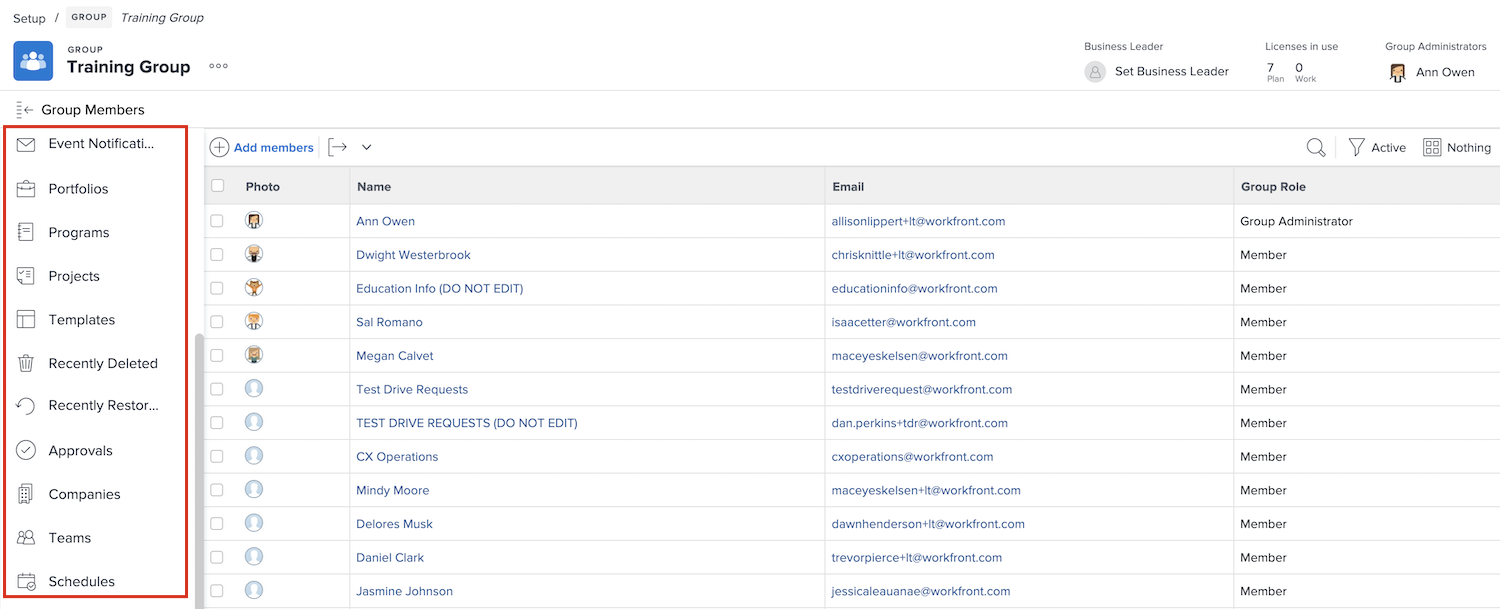 Setup / GROUP Training Group
GROUP
Training Group
Business Leader
Set Business Leader
Licenses in use
7 0
Plan Work
Group Administrators
Ann Owen
Group Members
Event Notificati...
Portfolios
Programs
Projects
Templates
Recently Deleted
Recently Restor...
Approvals
Companies
Teams
Schedules
Add members
Active
Nothing
Photo Name Email Group Role
Ann Owen allisonlippert+lt@workfront.com Group Administrator
Dwight Westerbrook chrisknittle+lt@workfront.com Member
Education Info (DO NOT EDIT) educationinfo@workfront.com Member
Sal Romano isaacetter@workfront.com Member
Megan Calvet maceyeskelsen@workfront.com Member
Test Drive Requests testdriverequest@workfront.com Member
TEST DRIVE REQUESTS (DO NOT EDIT) dan.perkins+tdr@workfront.com Member
CX Operations cxoperations@workfront.com Member
Mindy Moore maceyeskelsen+lt@workfront.com Member
Delores Musk dawnhenderson+lt@workfront.com Member
Daniel Clark trevorpierce+lt@workfront.com Member
Jasmine Johnson jessicaleauanae@workfront.com Member